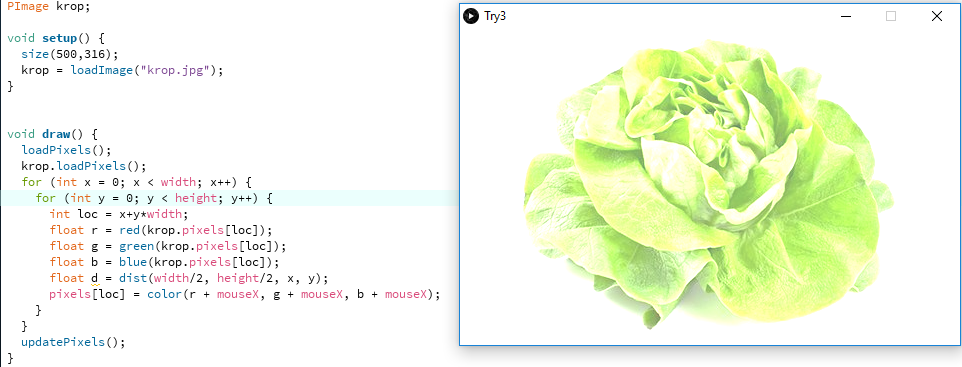 PImage krop;
void setup() {
size(500,316);
krop = loadImage("krop.jpg");
}
void draw() {
loadPixels();
krop.loadPixels();
for (int x = 0; x < width; x++) {
for (int y = 0; y < height; y++) {
int loc = x+y*width;
float r = red(krop.pixels[loc]);
float g = green(krop.pixels[loc]);
float b = blue(krop.pixels[loc]);
float d = dist(width/2, height/2, x, y);
pixels[loc] = color(r + mouseX, g + mouseX, b + mouseX);
}
}
updatePixels();
}
Try3